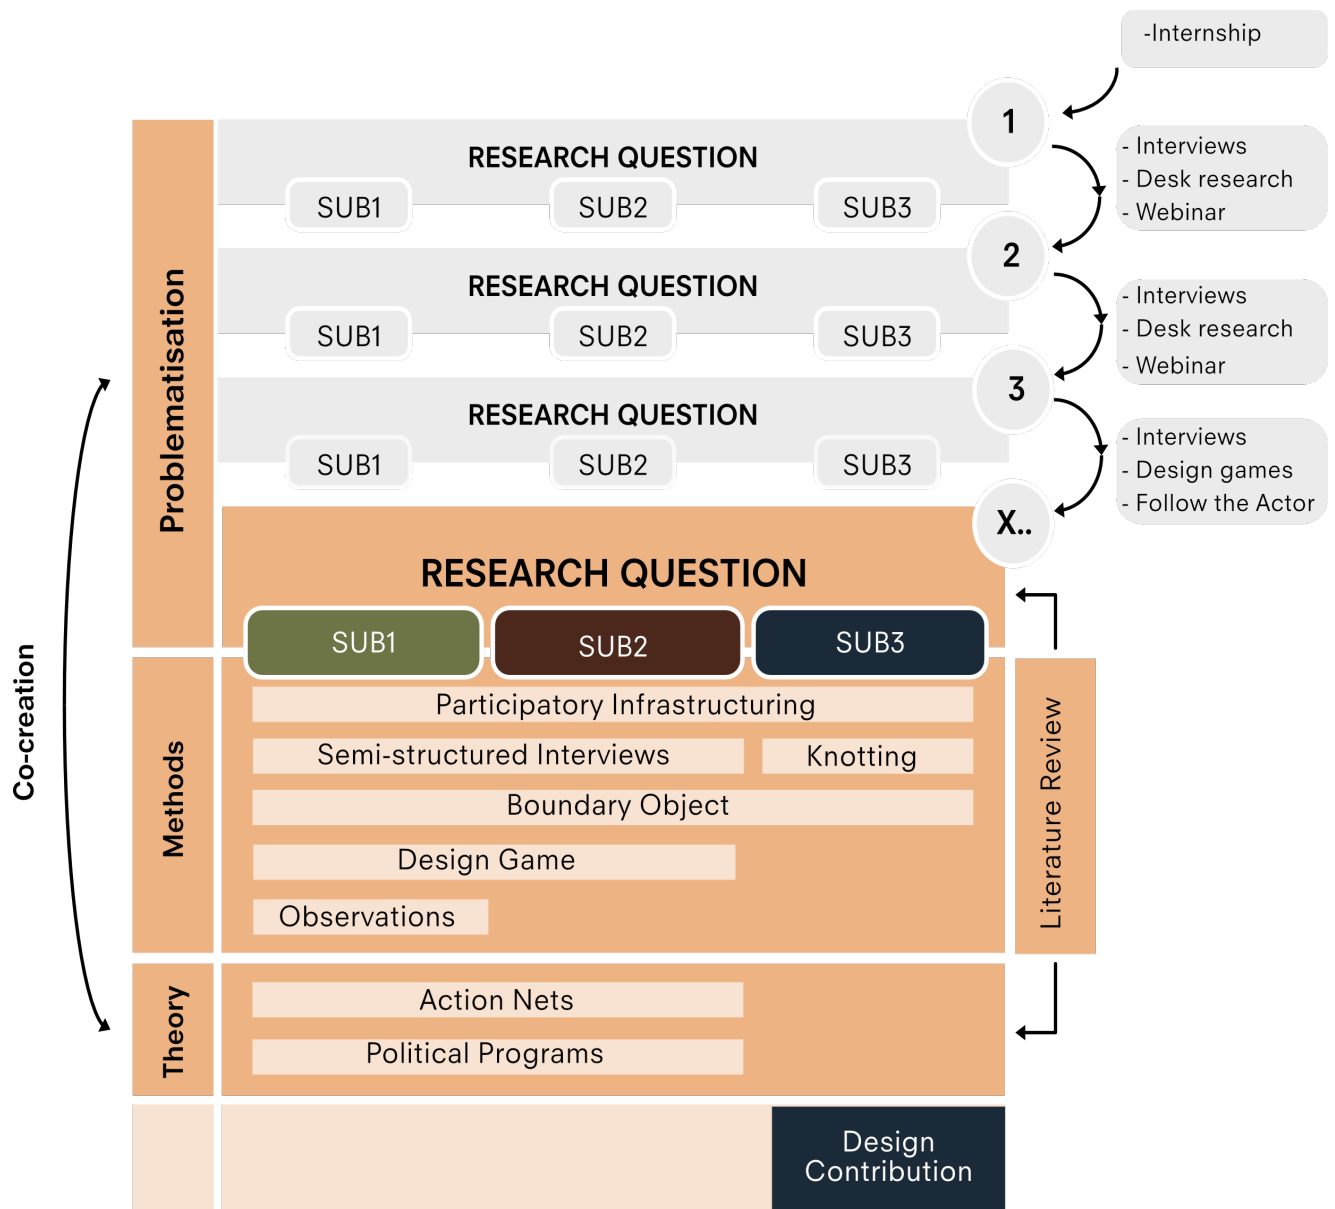 -Internship
1
RESEARCH QUESTION
SUB1 SUB2 SUB3
- Interviews
- Desk research
- Webinar
2
RESEARCH QUESTION
SUB1 SUB2 SUB3
- Interviews
- Desk research
- Webinar
3
RESEARCH QUESTION
SUB1 SUB2 SUB3
- Interviews
- Design games
- Follow the Actor
X..
Problematisation
RESEARCH QUESTION
SUB1 SUB2 SUB3
Co-creation
Methods
Participatory Infrastructuring
Semi-structured Interviews Knotting
Boundary Object
Design Game
Observations
Literature Review
Theory
Action Nets
Political Programs
Design
Contribution